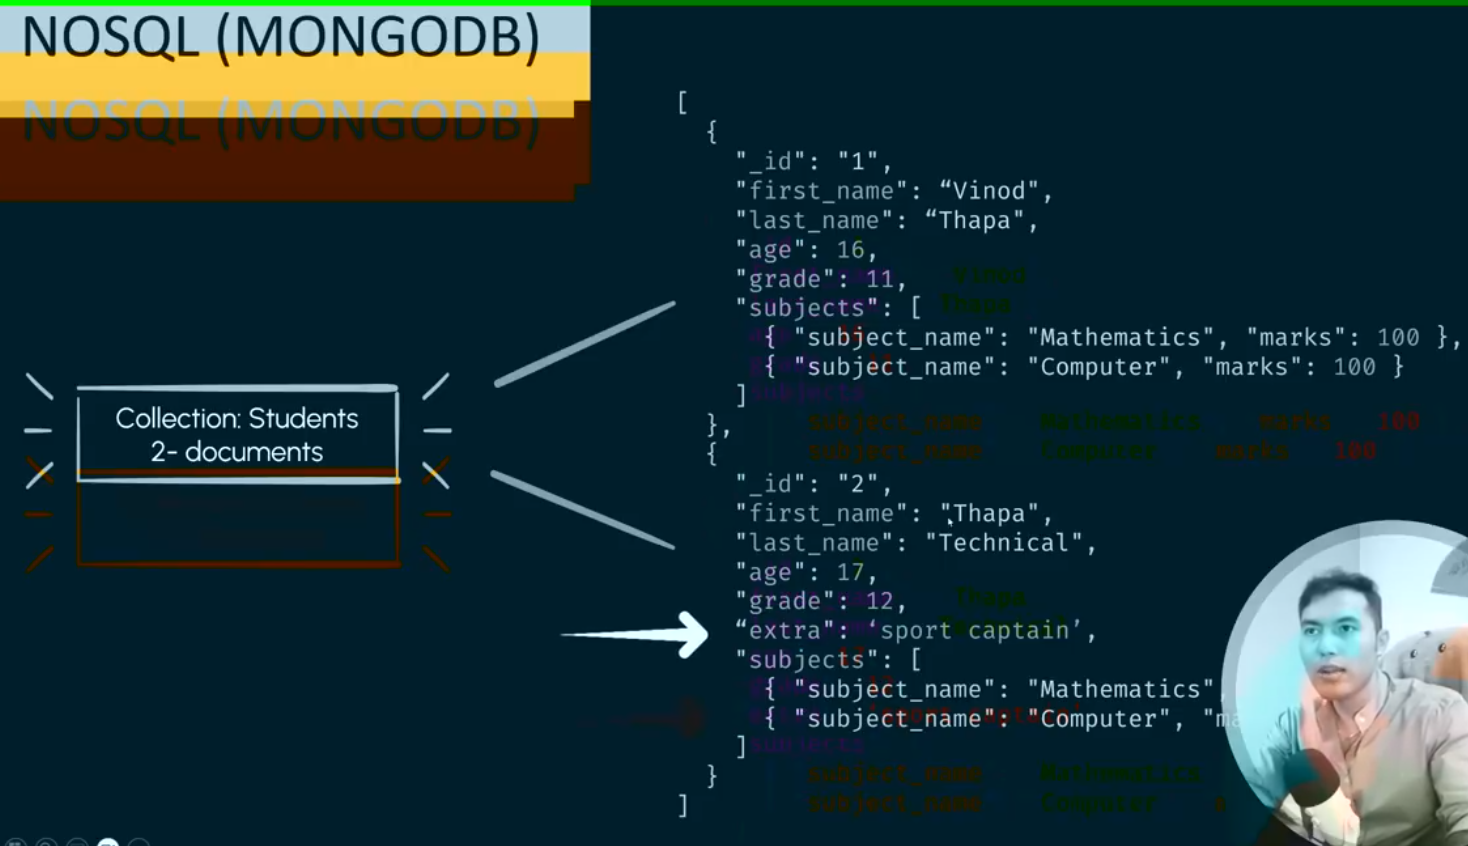 NOSQL (MONGODB)
NOSQL (MONGODB)
Collection: Students
2- documents
[
{
"_id": "1",
"first_name": “Vinod",
"last_name": “Thapa",
"age": 16,
"grade": 11,
"subjects": [
{ "subject_name": "Mathematics", "marks": 100 },
{ "subject_name": "Computer", "marks": 100 }
]
},
{
"_id": "2",
"first_name": "Thapa",
"last_name": "Technical",
"age": 17,
"grade": 12,
“extra": ‘sport captain’,
"subjects": [
{ "subject_name": "Mathematics"
{ "subject_name": "Computer", "ma
]
}
]